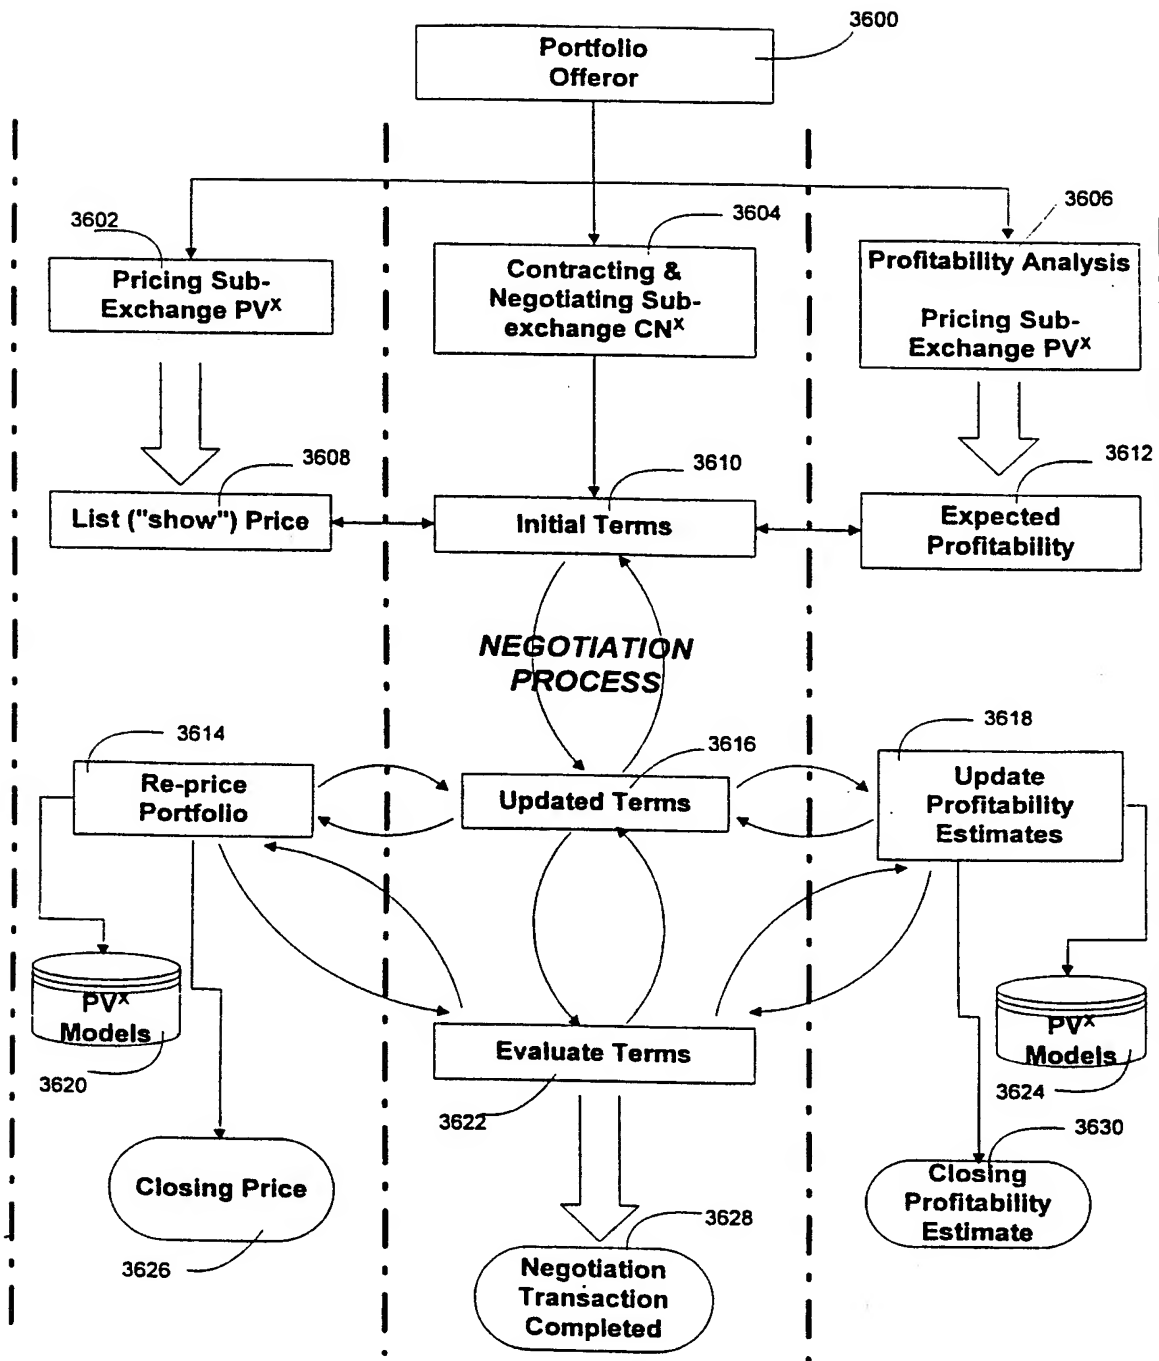 3600
Portfolio
Offeror
3602
3604
3606
Pricing Sub-
Exchange PVˣ
Contracting &
Negotiating Sub-
exchange CNˣ
Profitability Analysis
Pricing Sub-
Exchange PVˣ
3608
3610
3612
List ("show") Price
Initial Terms
Expected
Profitability
NEGOTIATION
PROCESS
3614
3616
3618
Re-price
Portfolio
Updated Terms
Update
Profitability
Estimates
PVˣ
Models
3620
Evaluate Terms
3622
PVˣ
Models
3624
Closing Price
3626
3628
Negotiation
Transaction
Completed
3630
Closing
Profitability
Estimate